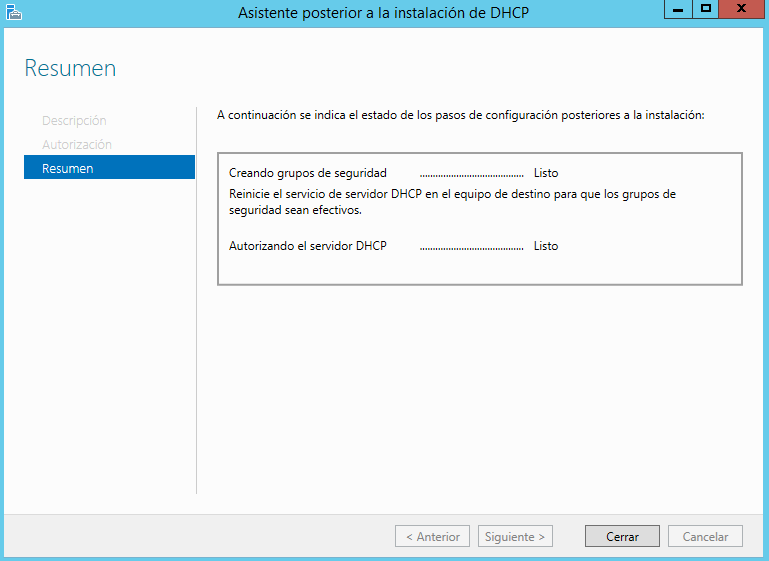 Asistente posterior a la instalación de DHCP
Resumen
Descripción
Autorización
Resumen
A continuación se indica el estado de los pasos de configuración posteriores a la instalación:
Creando grupos de seguridad ........................................ Listo
Reinicie el servicio de servidor DHCP en el equipo de destino para que los grupos de
seguridad sean efectivos.
Autorizando el servidor DHCP ........................................ Listo
< Anterior
Siguiente >
Cerrar
Cancelar